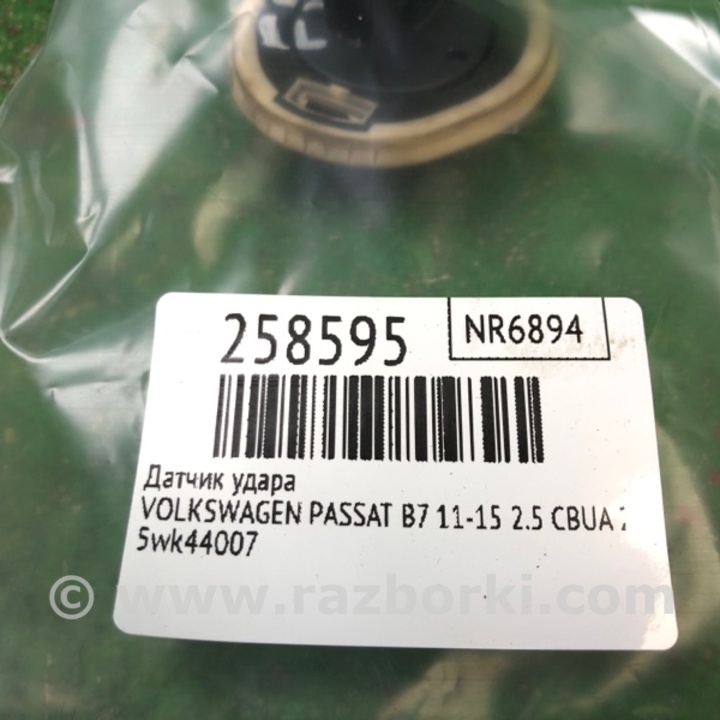 258595
NR6894
Датчик удара
VOLKSWAGEN PASSAT B7 11-15 2.5 CBUA
5wk44007
© www.razborki.com